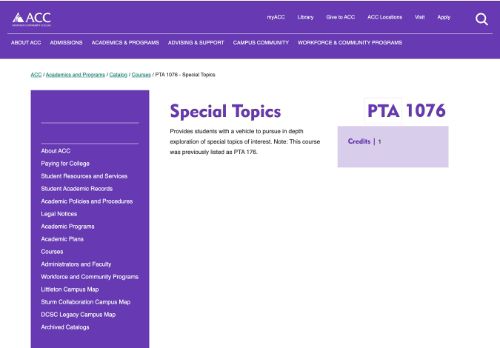 myACC Library Give to ACC ACC Locations Visit Apply
ACC
ABOUT ACC ADMISSIONS ACADEMICS & PROGRAMS ADVISING & SUPPORT CAMPUS COMMUNITY WORKFORCE & COMMUNITY PROGRAMS
ACC / Academics and Programs / Catalog / Courses / PTA 1076 - Special Topics
About ACC
Paying for College
Student Resources and Services
Student Academic Records
Academic Policies and Procedures
Legal Notices
Academic Programs
Academic Plans
Courses
Administrators and Faculty
Workforce and Community Programs
Littleton Campus Map
Sturm Collaboration Campus Map
DCSC Legacy Campus Map
Archived Catalogs
Special Topics
Provides students with a vehicle to pursue in depth
exploration of special topics of interest. Note: This course
was previously listed as PTA 176.
PTA 1076
Credits | 1